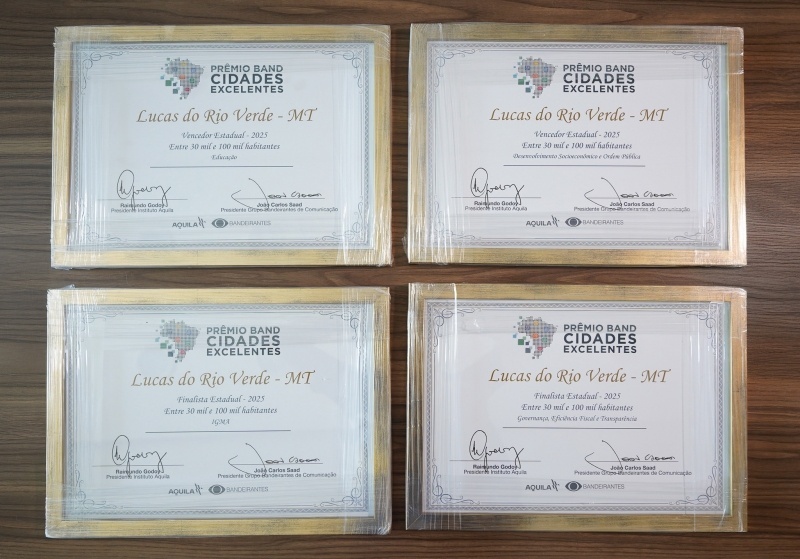 PRÊMIO BAND
CIDADES
EXCELENTES
Lucas do Rio Verde - MT
Vencedor Estadual - 2025
Entre 30 mil e 100 mil habitantes
Educação
Raimundo Godoy
Presidente Instituto Aquila
João Carlos Saad
Presidente Grupo Bandeirantes de Comunicação
AQUILA
BANDEIRANTES
PRÊMIO BAND
CIDADES
EXCELENTES
Lucas do Rio Verde - MT
Vencedor Estadual - 2025
Entre 30 mil e 100 mil habitantes
Desenvolvimento Socioeconômico e Ordem Pública
Raimundo Godoy
Presidente Instituto Aquila
João Carlos Saad
Presidente Grupo Bandeirantes de Comunicação
AQUILA
BANDEIRANTES
PRÊMIO BAND
CIDADES
EXCELENTES
Lucas do Rio Verde - MT
Finalista Estadual - 2025
Entre 30 mil e 100 mil habitantes
IGMA
Raimundo Godoy
Presidente Instituto Aquila
João Carlos Saad
Presidente Grupo Bandeirantes de Comunicação
AQUILA
BANDEIRANTES
PRÊMIO BAND
CIDADES
EXCELENTES
Lucas do Rio Verde - MT
Finalista Estadual - 2025
Entre 30 mil e 100 mil habitantes
Governança, Eficiência Fiscal e Transparência
Raimundo Godoy
Presidente Instituto Aquila
João Carlos Saad
Presidente Grupo Bandeirantes de Comunicação
AQUILA
BANDEIRANTES